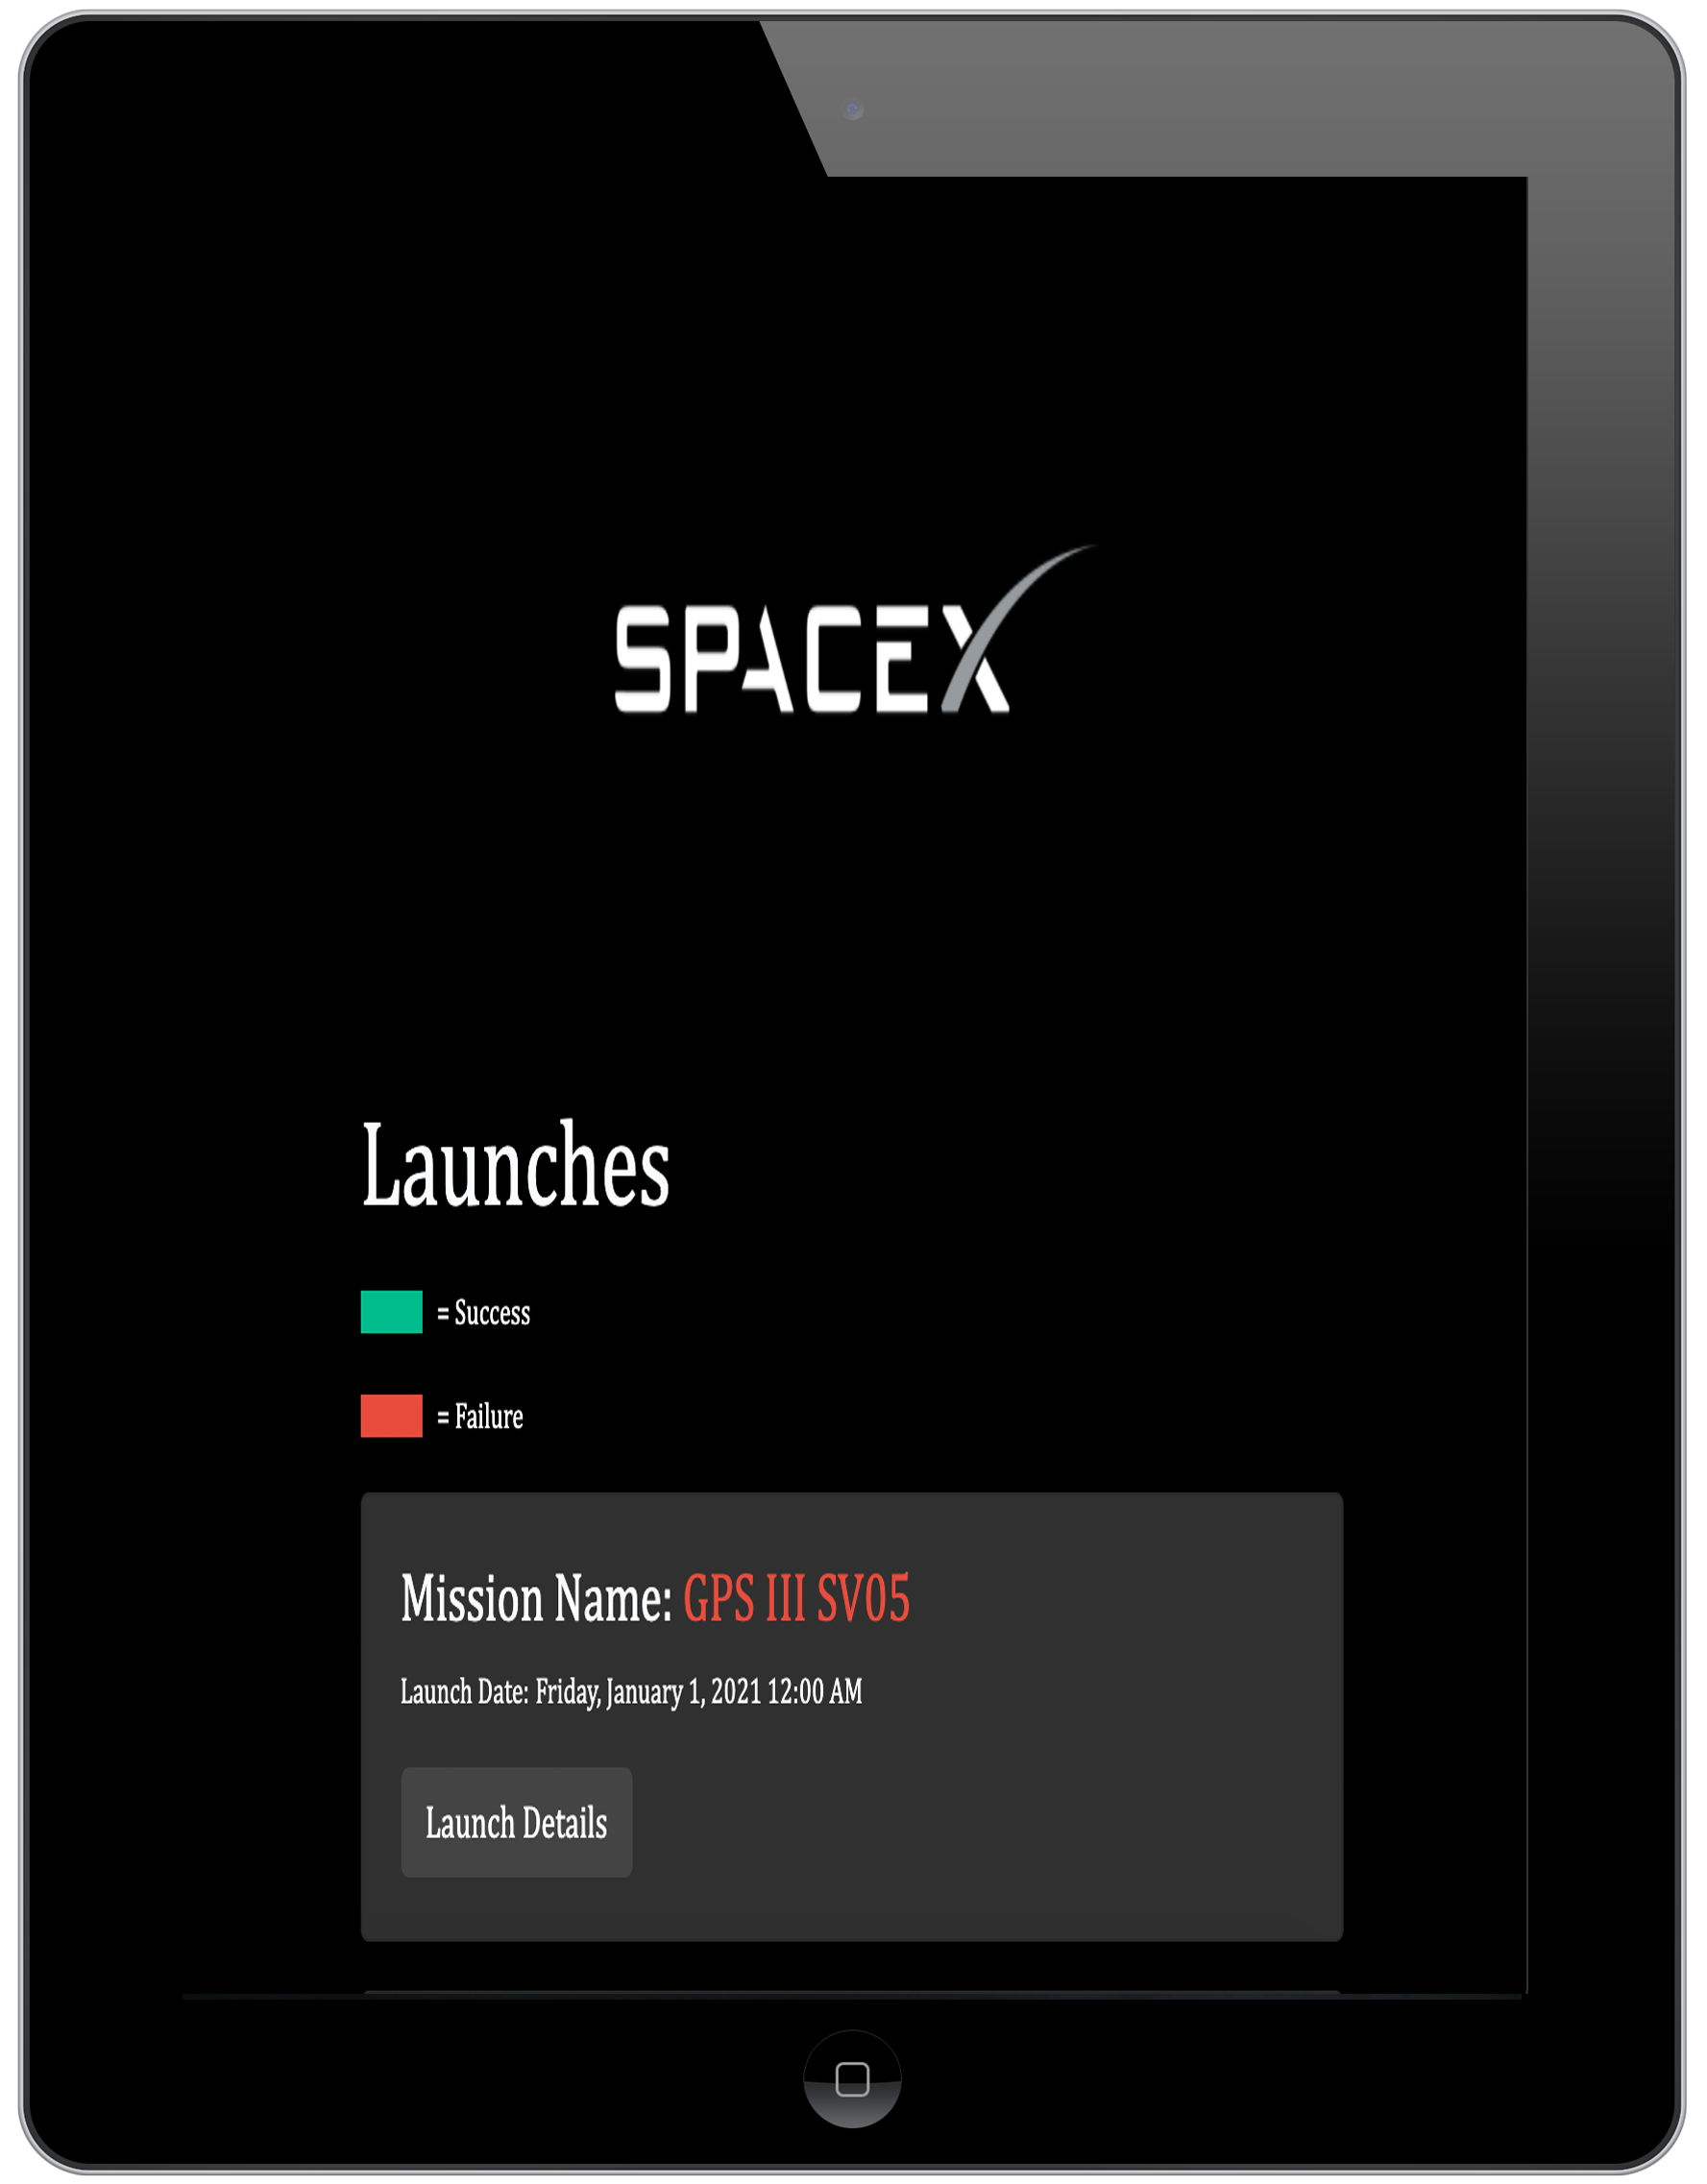 SPACEX
Launches
= Success
= Failure
Mission Name: GPS III SV05
Launch Date: Friday, January 1, 2021 12:00 AM
Launch Details